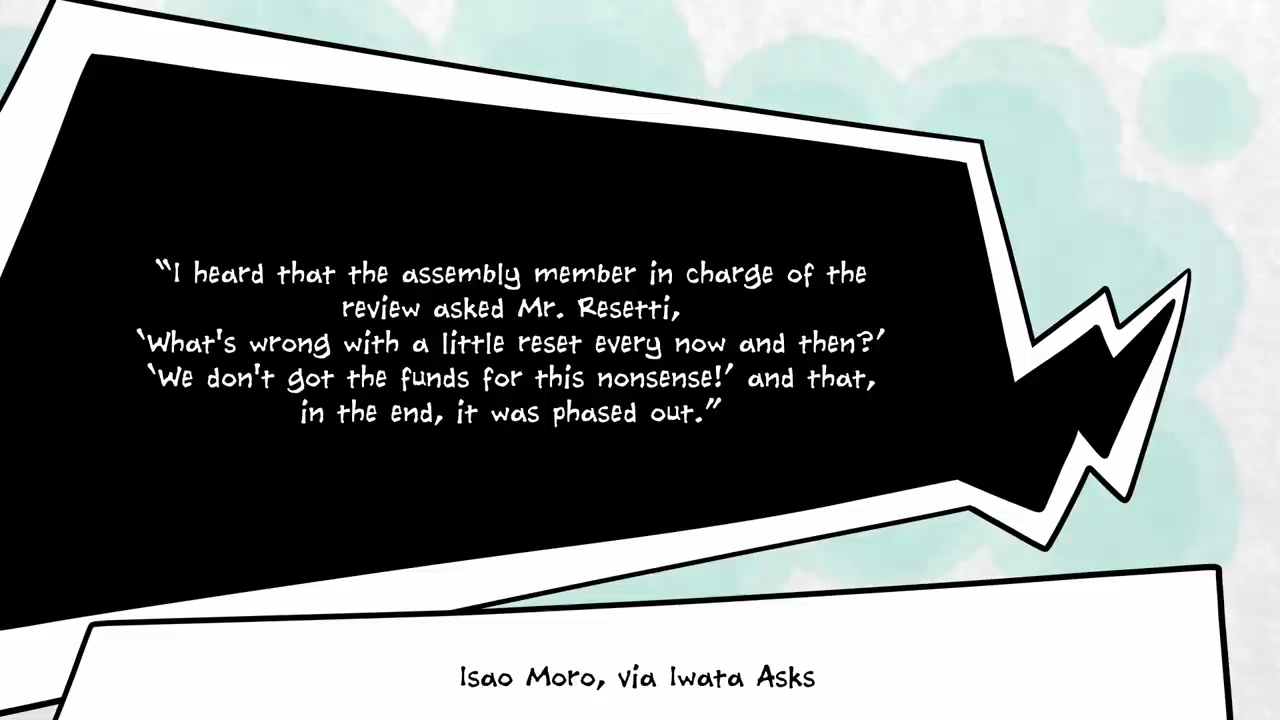 “I heard that the assembly member in charge of the
review asked Mr. Resetti,
‘What's wrong with a little reset every now and then?’
‘We don't got the funds for this nonsense!’ and that,
in the end, it was phased out.”
Isao Moro, via Iwata Asks